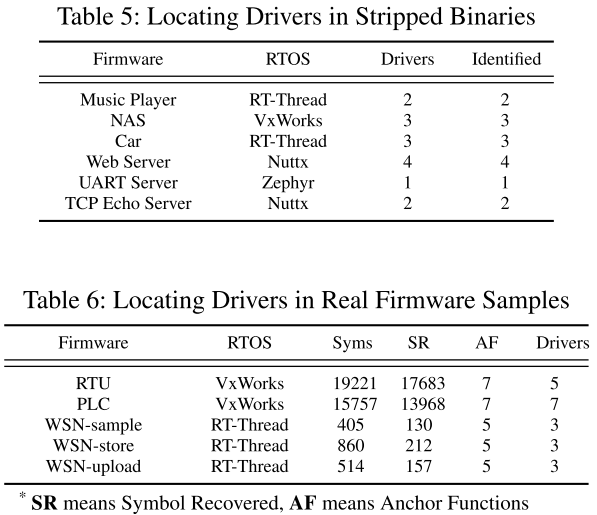 Table 5: Locating Drivers in Stripped Binaries
Firmware RTOS Drivers Identified
Music Player RT-Thread 2 2
NAS VxWorks 3 3
Car RT-Thread 3 3
Web Server Nuttx 4 4
UART Server Zephyr 1 1
TCP Echo Server Nuttx 2 2
Table 6: Locating Drivers in Real Firmware Samples
Firmware RTOS Syms SR AF Drivers
RTU VxWorks 19221 17683 7 5
PLC VxWorks 15757 13968 7 7
WSN-sample RT-Thread 405 130 5 3
WSN-store RT-Thread 860 212 5 3
WSN-upload RT-Thread 514 157 5 3
* SR means Symbol Recovered, AF means Anchor Functions